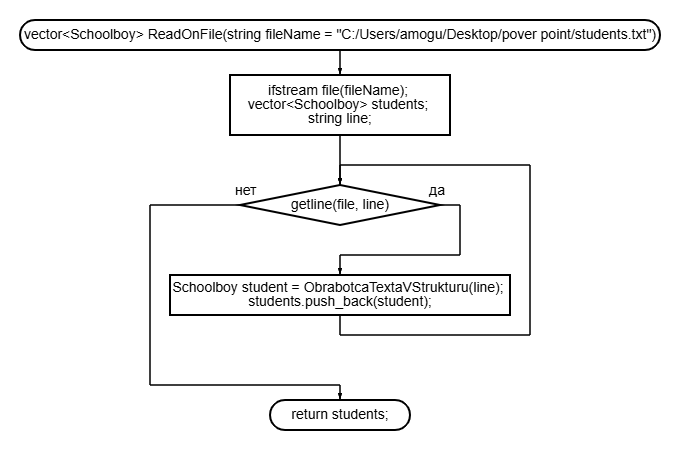 vector<Schoolboy> ReadOnFile(string fileName = "C:/Users/amogu/Desktop/pover point/students.txt")
ifstream file(fileName);
vector<Schoolboy> students;
string line;
нет
да
getline(file, line)
Schoolboy student = ObrabotcaTextaVStrukturu(line);
students.push_back(student);
return students;